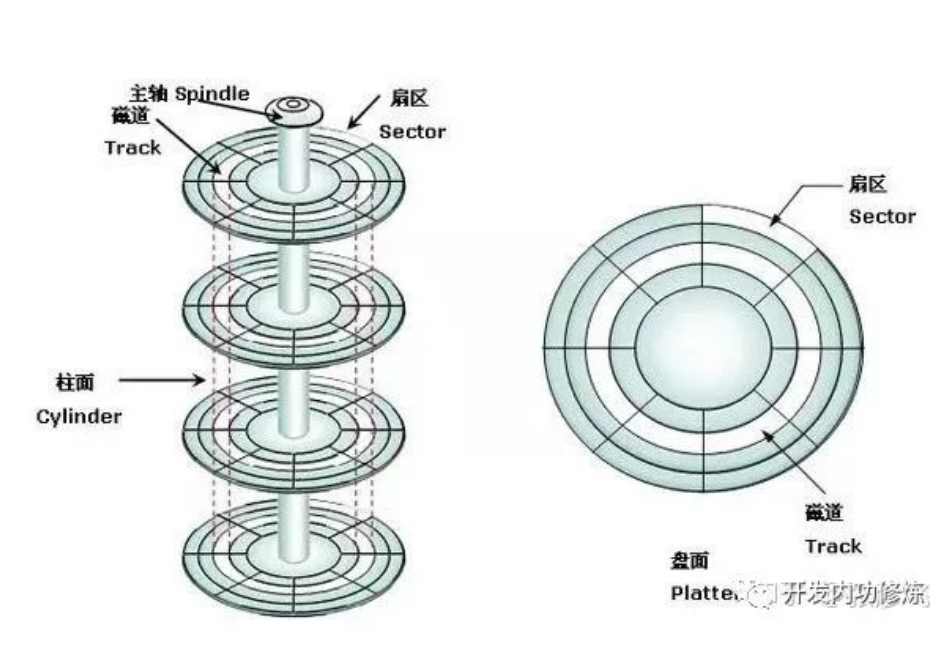 主轴 Spindle
磁道
Track
扇区
Sector
柱面
Cylinder
扇区
Sector
磁道
Track
盘面
开发内功修炼